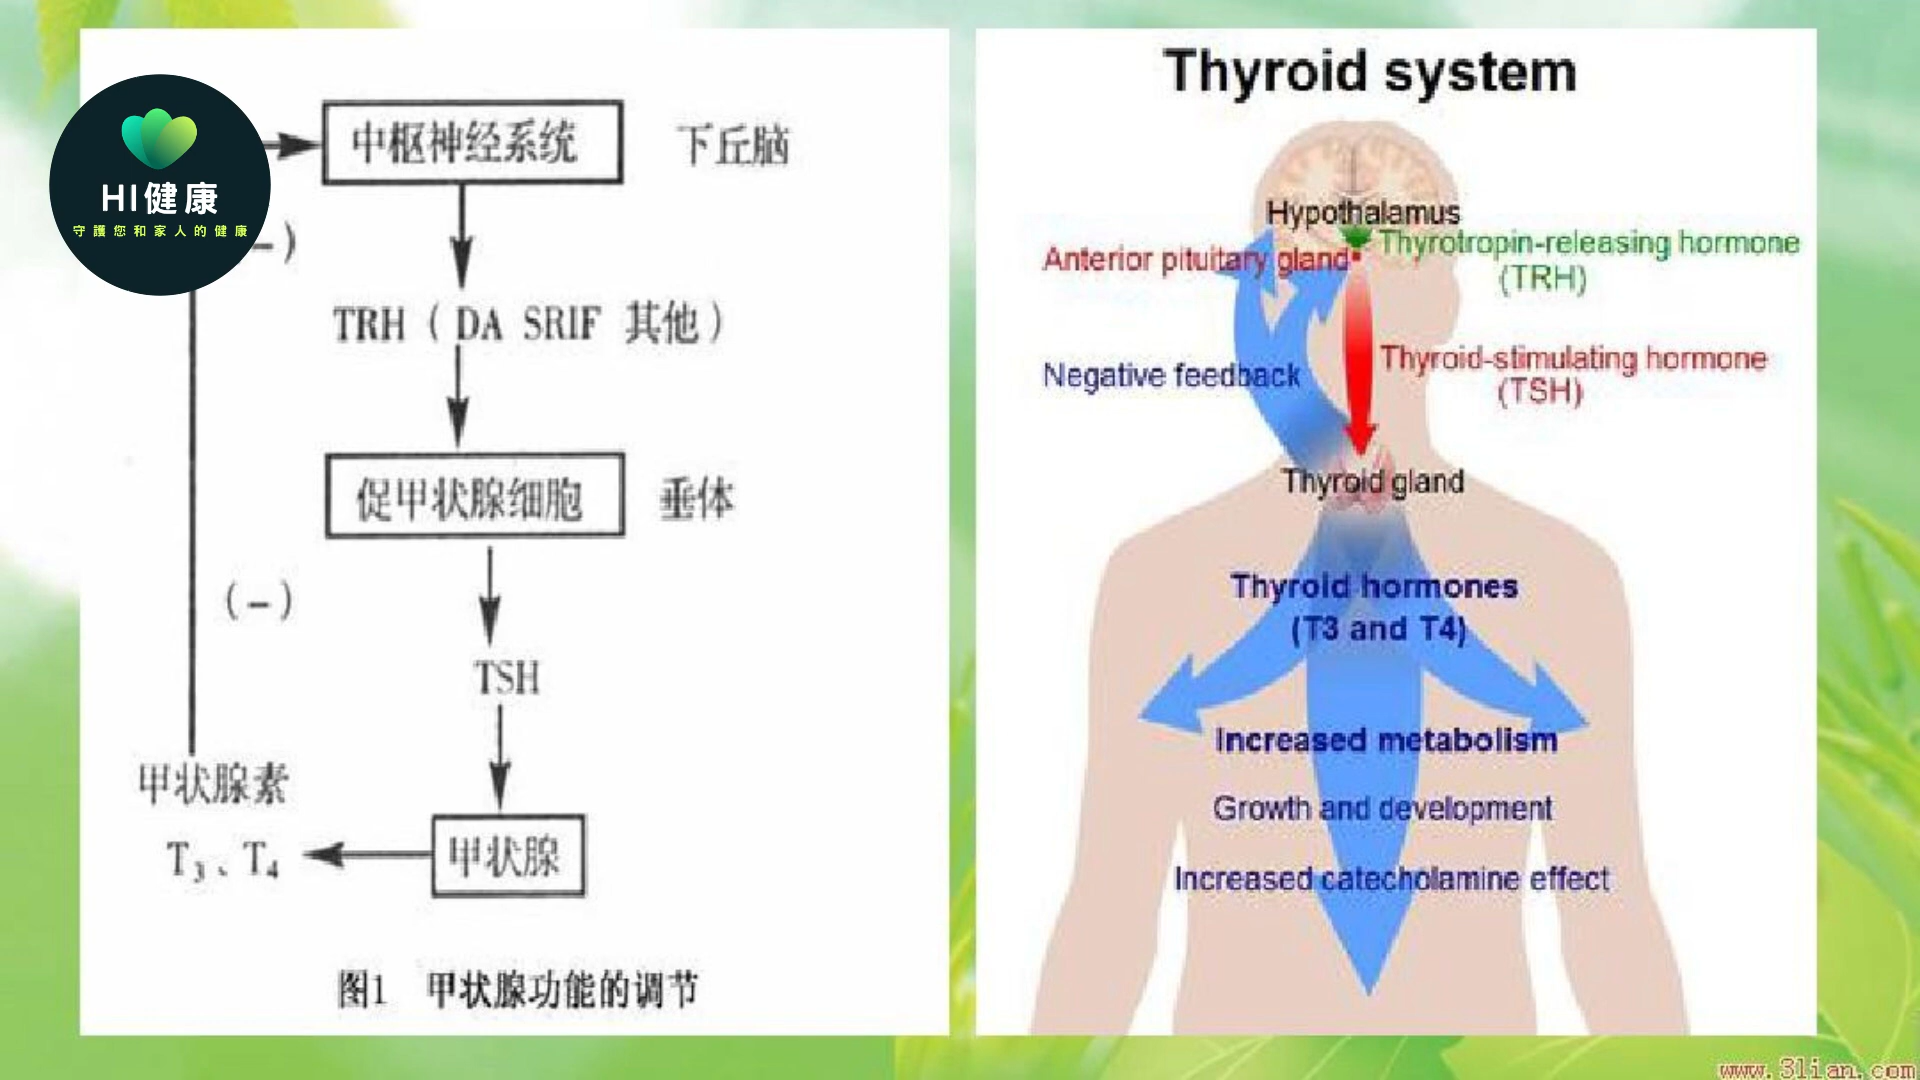 HI健康
守護您和家人的健康
中枢神经系统 下丘脑
(-)
TRH ( DA SRIF 其他 )
促甲状腺细胞 垂体
(-)
TSH
甲状腺素
T₃、T₄ 甲状腺
图1 甲状腺功能的调节
Thyroid system
Hypothalamus
Thyrotropin-releasing hormone
(TRH)
Anterior pituitary gland
Thyroid-stimulating hormone
(TSH)
Negative feedback
Thyroid gland
Thyroid hormones
(T3 and T4)
Increased metabolism
Growth and development
Increased catecholamine effect
www.3lian.com